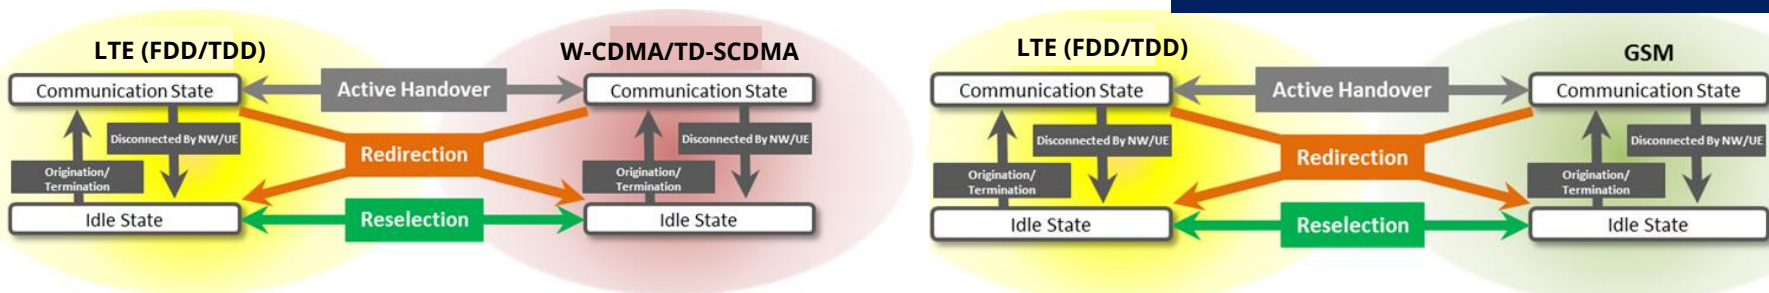 LTE (FDD/TDD)
W-CDMA/TD-SCDMA
Communication State
Active Handover
Communication State
Disconnected By NW/UE
Redirection
Disconnected By NW/UE
Origination/
Termination
Origination/
Termination
Idle State
Reselection
Idle State
LTE (FDD/TDD)
GSM
Communication State
Active Handover
Communication State
Disconnected By NW/UE
Redirection
Disconnected By NW/UE
Origination/
Termination
Origination/
Termination
Idle State
Reselection
Idle State